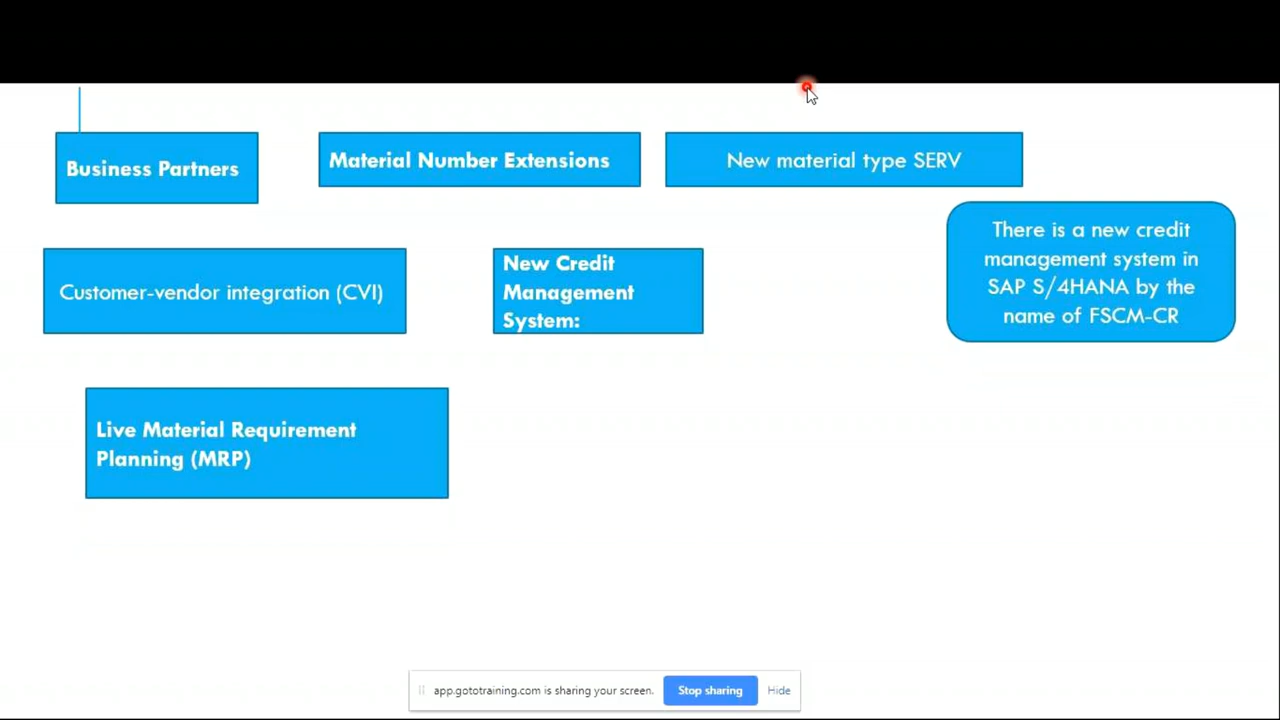 Business Partners
Material Number Extensions
New material type SERV
There is a new credit
management system in
SAP S/4HANA by the
name of FSCM-CR
Customer-vendor integration (CVI)
New Credit
Management
System:
Live Material Requirement
Planning (MRP)
app.gototraining.com is sharing your screen.
Stop sharing
Hide